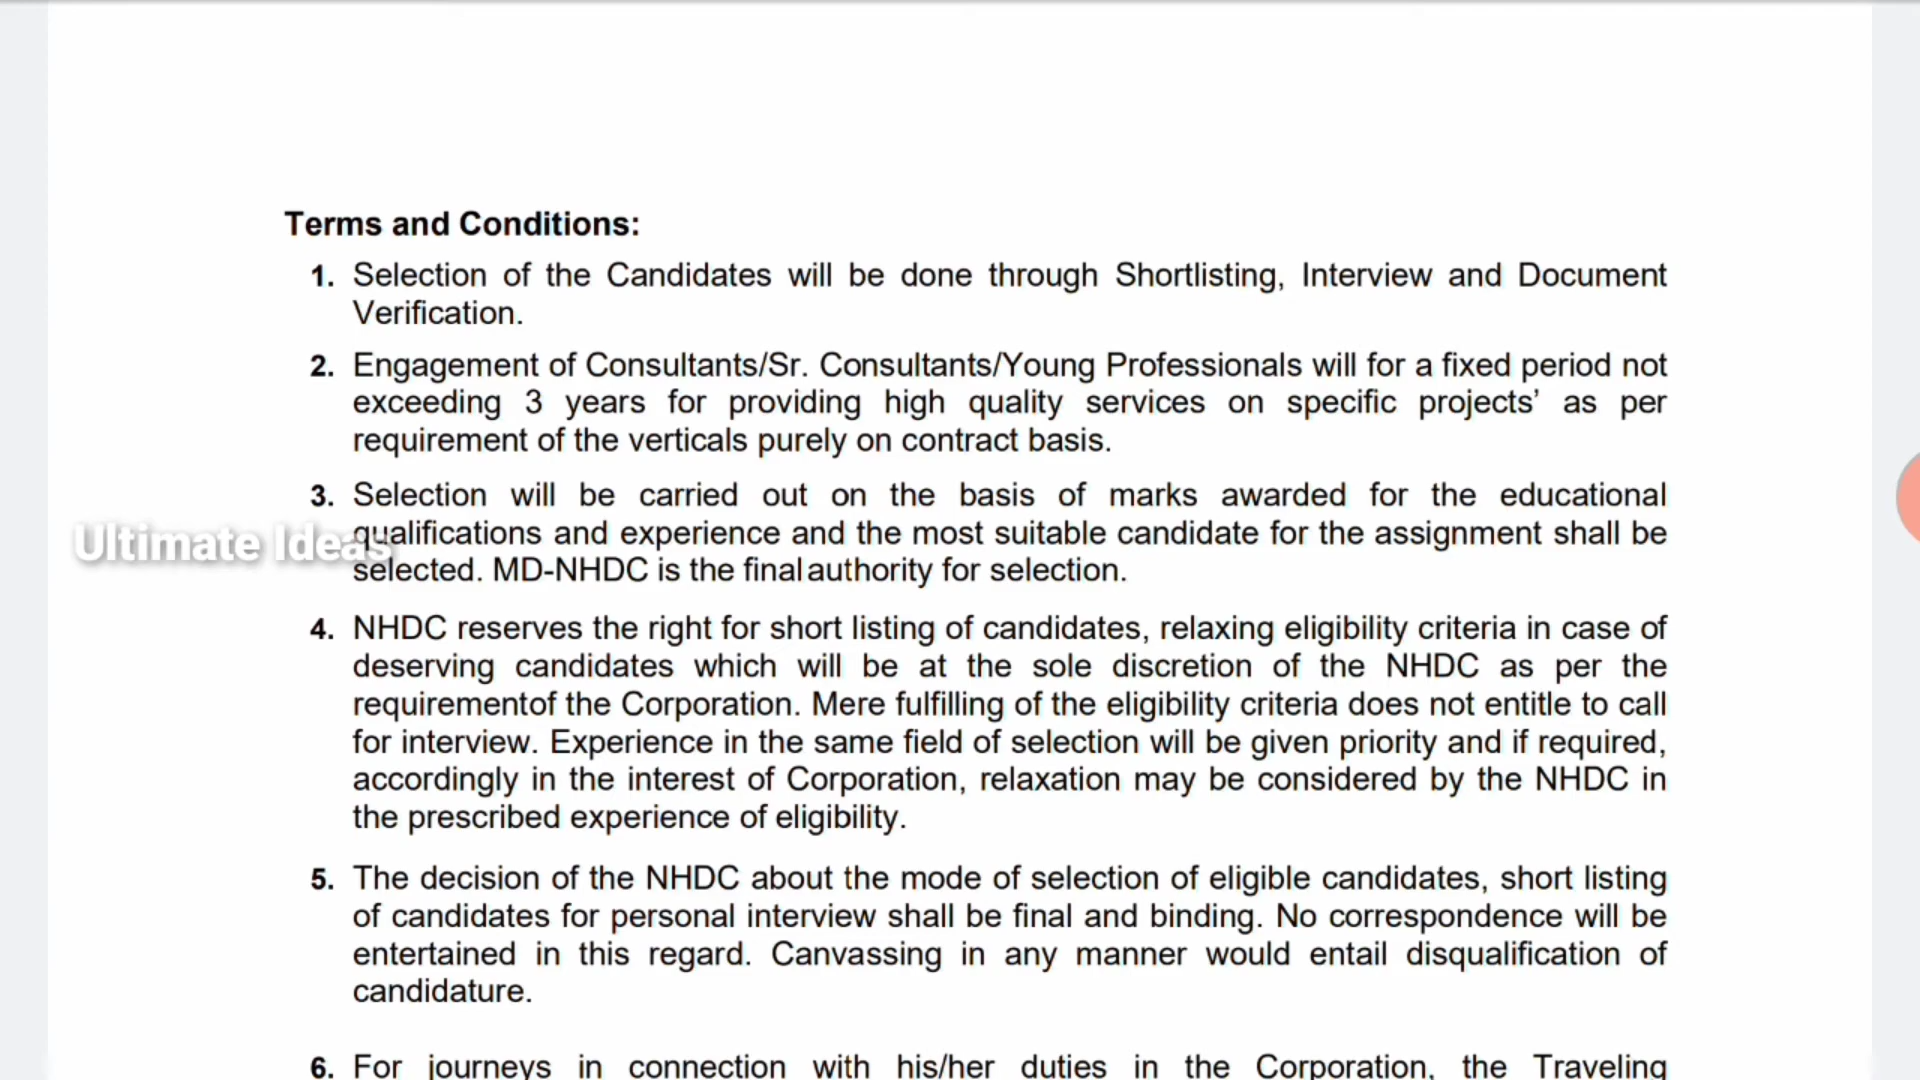 Terms and Conditions:
1. Selection of the Candidates will be done through Shortlisting, Interview and Document
Verification.
2. Engagement of Consultants/Sr. Consultants/Young Professionals will for a fixed period not
exceeding 3 years for providing high quality services on specific projects' as per
requirement of the verticals purely on contract basis.
3. Selection will be carried out on the basis of marks awarded for the educational
Ultimate Ideas
qualifications and experience and the most suitable candidate for the assignment shall be
selected. MD-NHDC is the final authority for selection.
4. NHDC reserves the right for short listing of candidates, relaxing eligibility criteria in case of
deserving candidates which will be at the sole discretion of the NHDC as per the
requirementof the Corporation. Mere fulfilling of the eligibility criteria does not entitle to call
for interview. Experience in the same field of selection will be given priority and if required,
accordingly in the interest of Corporation, relaxation may be considered by the NHDC in
the prescribed experience of eligibility.
5. The decision of the NHDC about the mode of selection of eligible candidates, short listing
of candidates for personal interview shall be final and binding. No correspondence will be
entertained in this regard. Canvassing in any manner would entail disqualification of
candidature.
6. For journeys in connection with his/her duties in the Corporation, the Traveling